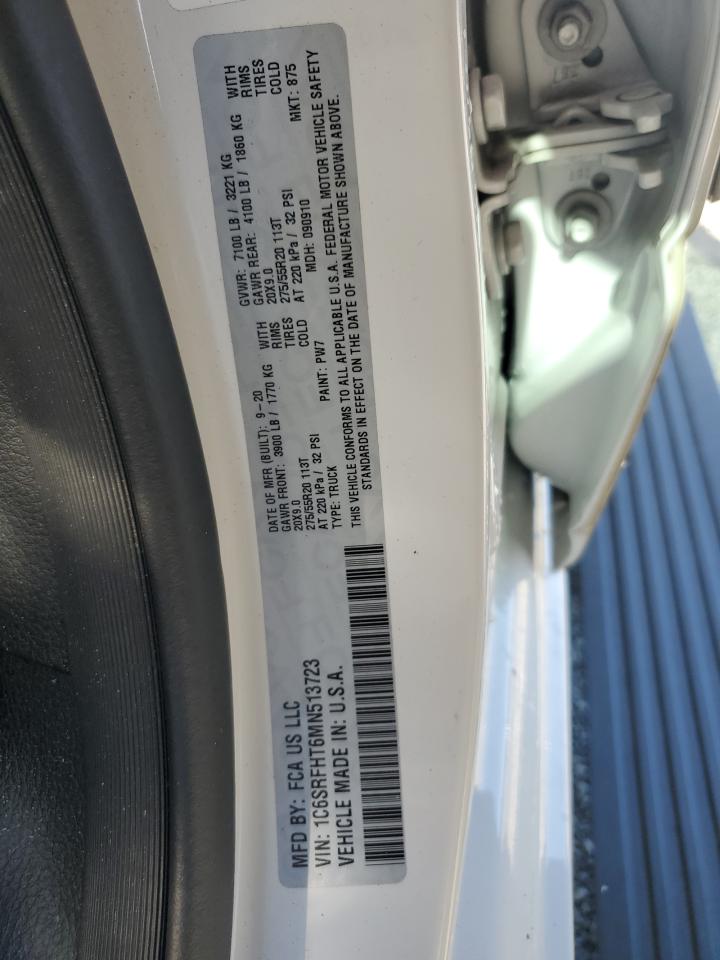 MFD BY: FCA US LLC
VIN: 1C6SRFHT6MN513723
VEHICLE MADE IN: U.S.A.
DATE OF MFR (BUILT): 9-20 GVWR: 7100 LB / 3221 KG
GAWR FRONT: 3900 LB / 1770 KG WITH GAWR REAR: 4100 LB / 1860 KG WITH
20X9.0 RIMS 20X9.0 RIMS
275/55R20 113T TIRES 275/55R20 113T TIRES
AT 220 kPa / 32 PSI COLD AT 220 kPa / 32 PSI COLD
TYPE: TRUCK PAINT: PW7 MDH: 090910 MKT: 875
THIS VEHICLE CONFORMS TO ALL APPLICABLE U.S.A. FEDERAL MOTOR VEHICLE SAFETY
STANDARDS IN EFFECT ON THE DATE OF MANUFACTURE SHOWN ABOVE.